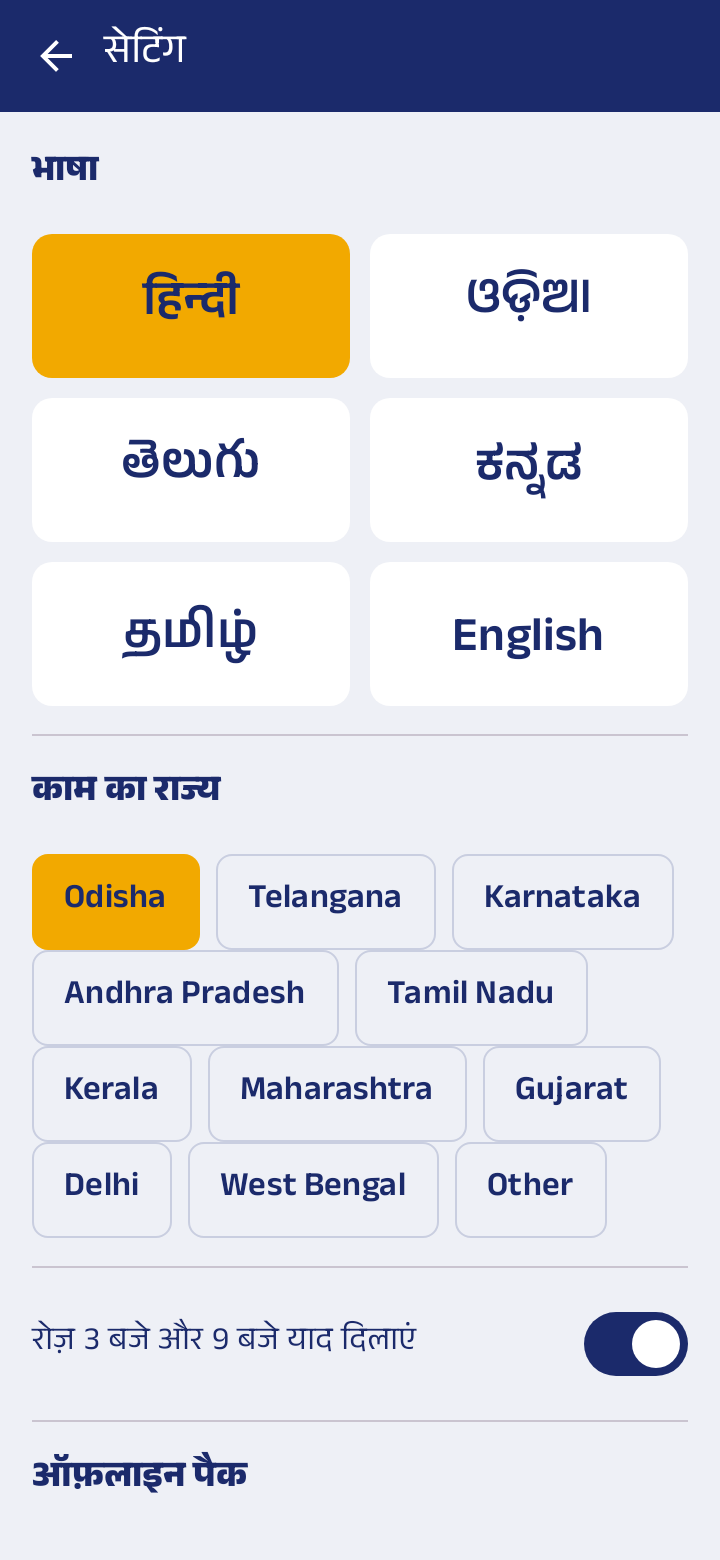 सेटिंग
भाषा
हिन्दी
ଓଡ଼ିଆ
తెలుగు
ಕನ್ನಡ
தமிழ்
English
काम का राज्य
Odisha Telangana Karnataka
Andhra Pradesh Tamil Nadu
Kerala Maharashtra Gujarat
Delhi West Bengal Other
रोज़ 3 बजे और 9 बजे याद दिलाएं
ऑफ़लाइन पैक